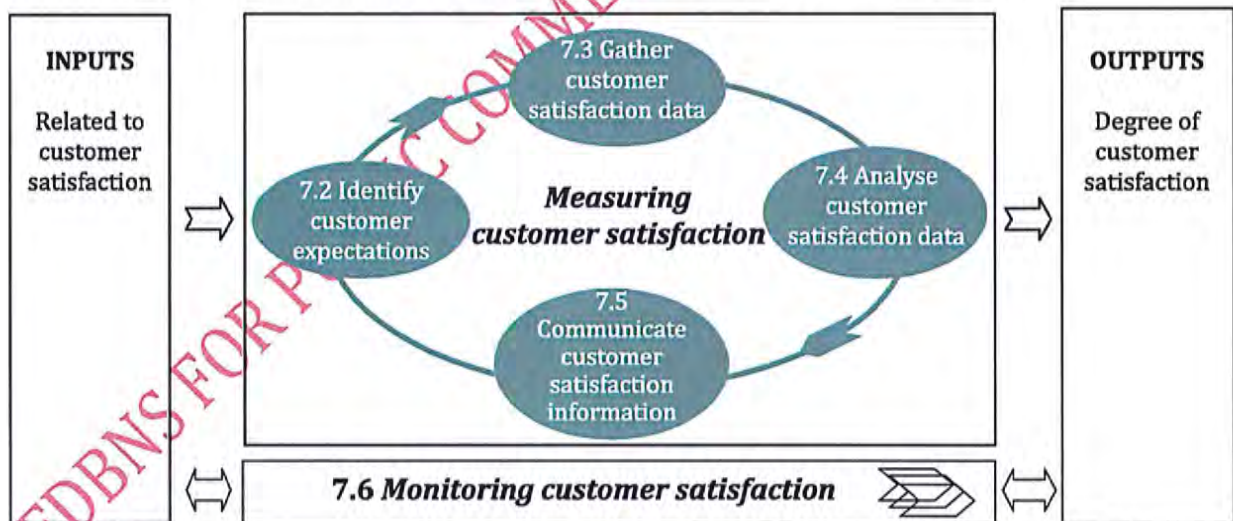 INPUTS
Related to
customer
satisfaction
7.3 Gather
customer
satisfaction data
7.2 Identify
customer
expectations
Measuring
customer satisfaction
7.4 Analyse
customer
satisfaction data
7.5
Communicate
customer
satisfaction
information
OUTPUTS
Degree of
customer
satisfaction
7.6 Monitoring customer satisfaction
EDBNS FOR